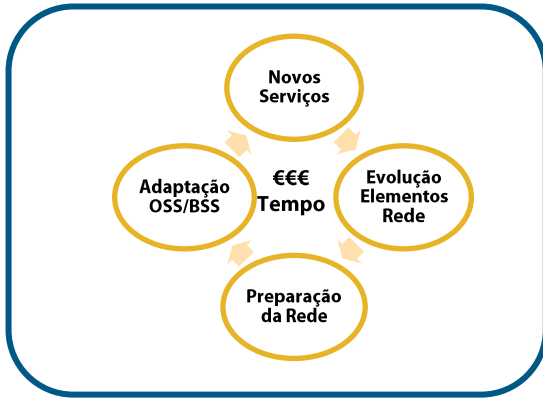 Novos
Serviços
Adaptação
OSS/BSS
€€€
Tempo
Evolução
Elementos
Rede
Preparação
da Rede